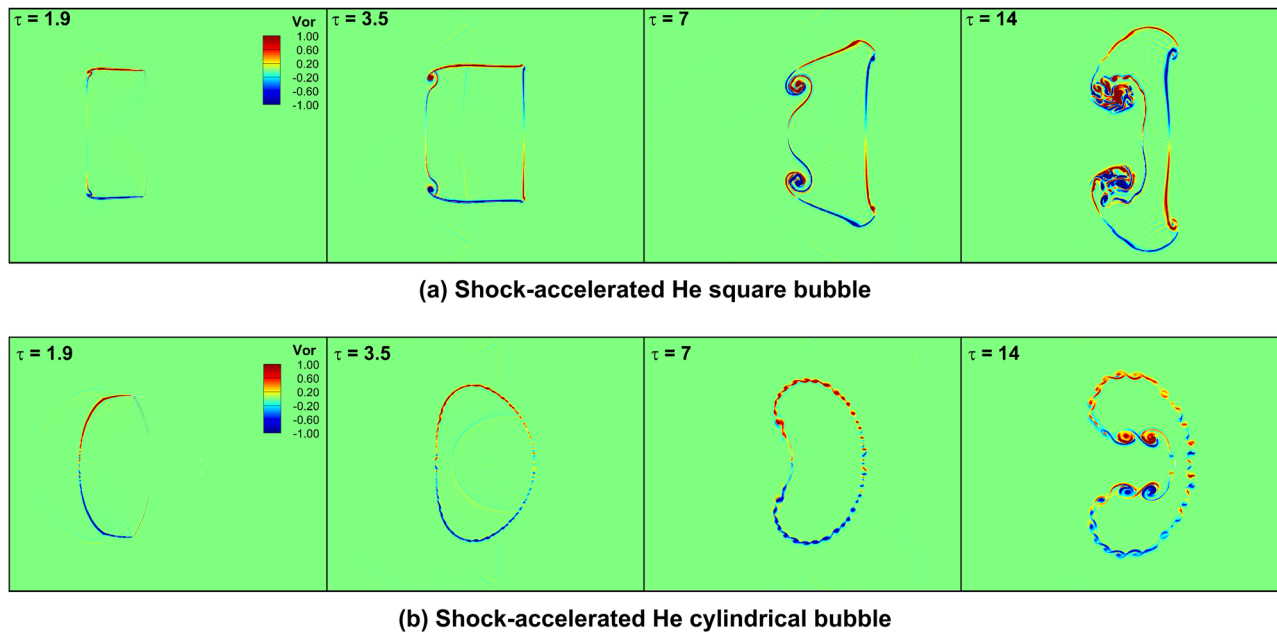 τ = 1.9
Vor
1.00
0.60
0.20
-0.20
-0.60
-1.00
τ = 3.5
τ = 7
τ = 14
(a) Shock-accelerated He square bubble
τ = 1.9
Vor
1.00
0.60
0.20
-0.20
-0.60
-1.00
τ = 3.5
τ = 7
τ = 14
(b) Shock-accelerated He cylindrical bubble